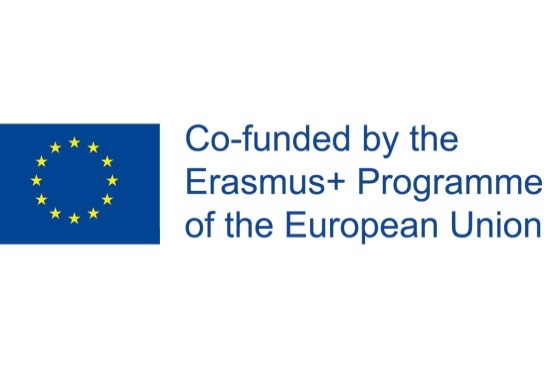 Co-funded by the
Erasmus+ Programme
of the European Union